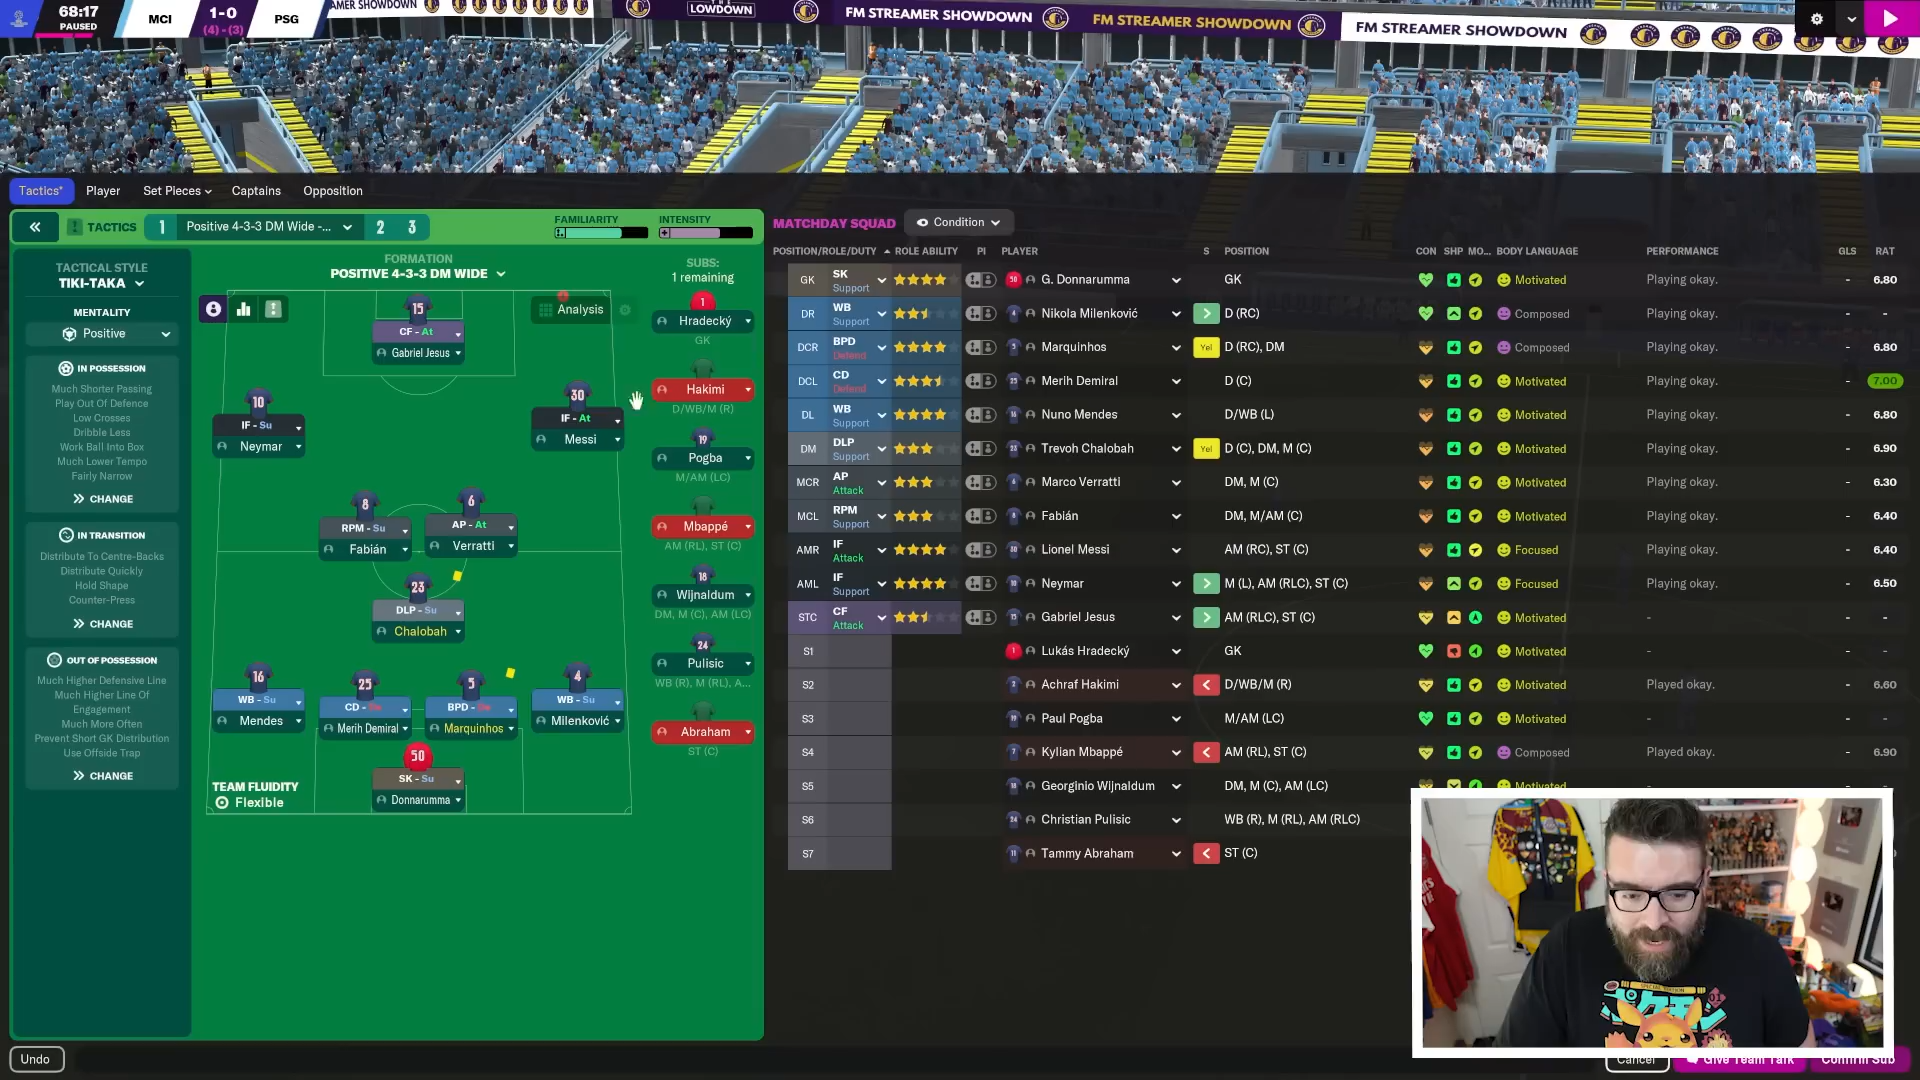 68:17
PAUSED
MCI
1-0
(4) - (3)
PSG
ARMER SHOWDOWN
LOWDOWN
FM STREAMER SHOWDOWN
FM STREAMER SHOWDOWN
FM STREAMER SHOWDOWN
Tactics*
Player
Set Pieces
Captains
Opposition
TACTICS
1
Positive 4-3-3 DM Wide -...
2
3
FAMILIARITY
INTENSITY
TACTICAL STYLE
TIKI-TAKA
MENTALITY
Positive
IN POSSESSION
Much Shorter Passing
Play Out Of Defence
Low Crosses
Dribble Less
Work Ball Into Box
Much Lower Tempo
Fairly Narrow
CHANGE
IN TRANSITION
Distribute To Centre-Backs
Distribute Quickly
Hold Shape
Counter-Press
CHANGE
OUT OF POSSESSION
Much Higher Defensive Line
Much Higher Line Of
Engagement
Much More Often
Prevent Short GK Distribution
Use Offside Trap
CHANGE
FORMATION
POSITIVE 4-3-3 DM WIDE
Analysis
15
CF - At
Gabriel Jesus
10
IF - Su
Neymar
30
IF - At
Messi
8
RPM - Su
Fabián
6
AP - At
Verratti
23
DLP - Su
Chalobah
16
WB - Su
Mendes
25
CD - De
Merih Demiral
5
BPD - De
Marquinhos
4
WB - Su
Milenković
50
SK - Su
Donnarumma
TEAM FLUIDITY
Flexible
SUBS:
1 remaining
1
Hradecký
GK
Hakimi
D/WB/M (R)
19
Pogba
M/AM (LC)
Mbappé
AM (RL), ST (C)
18
Wijnaldum
DM, M (C), AM (LC)
24
Pulisic
WB (R), M (RL), A...
Abraham
ST (C)
MATCHDAY SQUAD
Condition
POSITION/ROLE/DUTY ROLE ABILITY PI PLAYER S POSITION CON SHP MO... BODY LANGUAGE PERFORMANCE GLS RAT
GK SK Support 50 G. Donnarumma GK Motivated Playing okay. - 6.80
DR WB Support Nikola Milenković D (RC) Composed Playing okay. - -
DCR BPD Defend Marquinhos Yel D (RC), DM Composed Playing okay. - 6.80
DCL CD Defend Merih Demiral D (C) Motivated Playing okay. - 7.00
DL WB Support Nuno Mendes D/WB (L) Motivated Playing okay. - 6.80
DM DLP Support Trevoh Chalobah Yel D (C), DM, M (C) Motivated Playing okay. - 6.90
MCR AP Attack Marco Verratti DM, M (C) Motivated Playing okay. - 6.30
MCL RPM Support Fabián DM, M/AM (C) Motivated Playing okay. - 6.40
AMR IF Attack Lionel Messi AM (RC), ST (C) Focused Playing okay. - 6.40
AML IF Support Neymar M (L), AM (RLC), ST (C) Focused Playing okay. - 6.50
STC CF Attack Gabriel Jesus AM (RLC), ST (C) Motivated - - -
S1 Lukás Hradecký GK Motivated - - -
S2 Achraf Hakimi D/WB/M (R) Motivated Played okay. - 6.60
S3 Paul Pogba M/AM (LC) Motivated - - -
S4 Kylian Mbappé AM (RL), ST (C) Composed Played okay. - 6.90
S5 Georginio Wijnaldum DM, M (C), AM (LC) Motivated
S6 Christian Pulisic WB (R), M (RL), AM (RLC)
S7 Tammy Abraham ST (C)
Undo
Cancel
Give Team Talk
Confirm Sub